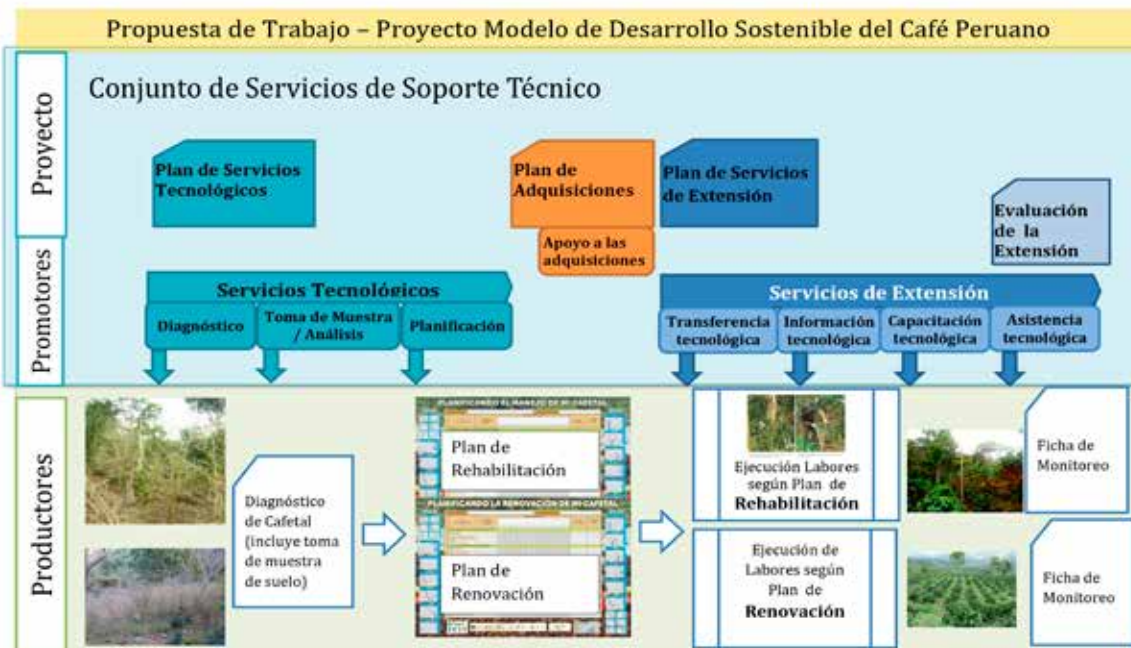 Propuesta de Trabajo – Proyecto Modelo de Desarrollo Sostenible del Café Peruano
Proyecto
Conjunto de Servicios de Soporte Técnico
Plan de Servicios
Tecnológicos
Plan de
Adquisiciones
Plan de Servicios
de Extensión
Evaluación
de la
Extensión
Apoyo a las
adquisiciones
Promotores
Servicios Tecnológicos
Diagnóstico
Toma de Muestra
/ Análisis
Planificación
Servicios de Extensión
Transferencia
tecnológica
Información
tecnológica
Capacitación
tecnológica
Asistencia
tecnológica
Productores
Diagnóstico
de Cafetal
(incluye toma
de muestra
de suelo)
PLANIFICANDO EL MANEJO DE MI CAFETAL
Plan de
Rehabilitación
PLANIFICANDO LA RENOVACIÓN DE MI CAFETAL
Plan de
Renovación
Ejecución Labores
según Plan de
Rehabilitación
Ejecución de
Labores según
Plan de
Renovación
Ficha de
Monitoreo
Ficha de
Monitoreo